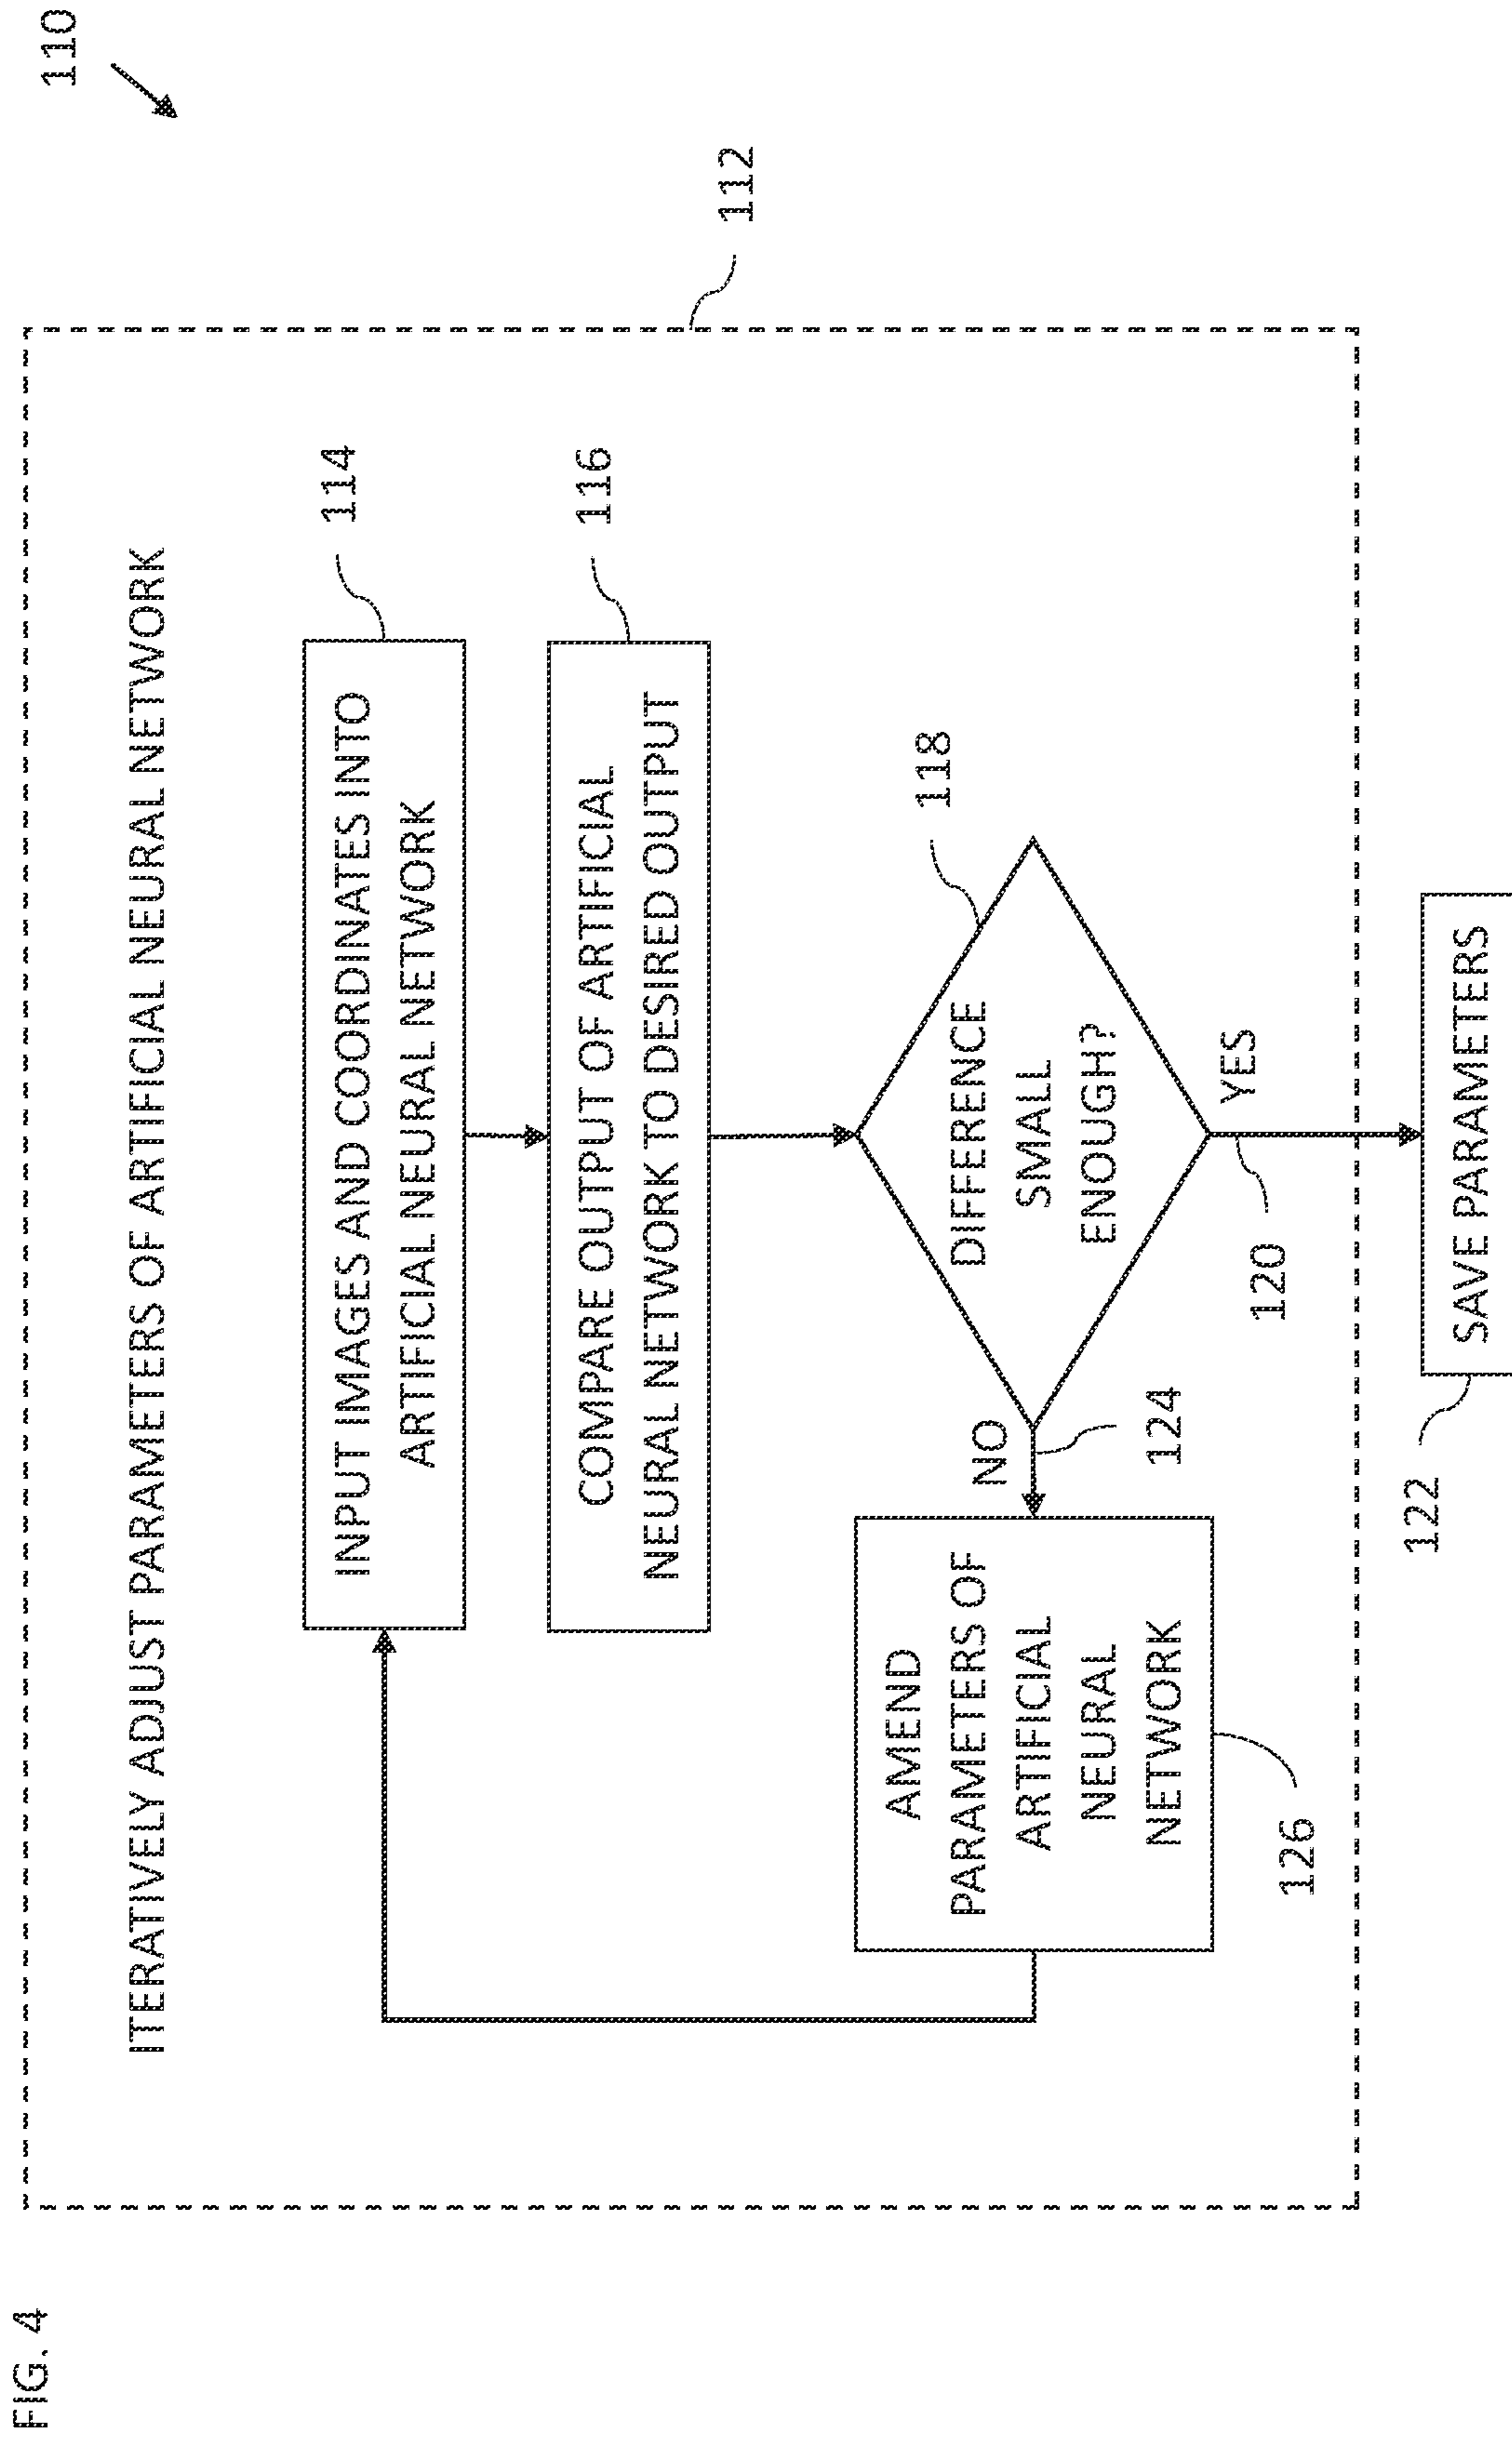 FIG. 4
110
112
ITERATIVELY ADJUST PARAMETERS OF ARTIFICIAL NEURAL NETWORK
114
INPUT IMAGES AND COORDINATES INTO
ARTIFICIAL NEURAL NETWORK
116
COMPARE OUTPUT OF ARTIFICIAL
NEURAL NETWORK TO DESIRED OUTPUT
118
DIFFERENCE
SMALL
ENOUGH?
NO
124
AMEND
PARAMETERS OF
ARTIFICIAL
NEURAL
NETWORK
126
YES
120
122
SAVE PARAMETERS